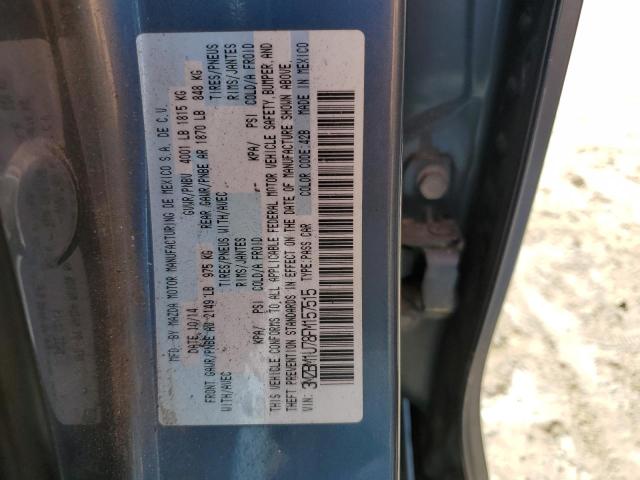 MFD. BY MAZDA MOTOR MANUFACTURING DE MEXICO S.A. DE C.V.
DATE: 10/14 GVWR/PNBV 4001 LB 1815 KG
FRONT GAWR/PNBE AV 2149 LB 975 KG REAR GAWR/PNBE AR 1870 LB 848 KG
WITH/AVEC TIRES/PNEUS WITH/AVEC TIRES/PNEUS
RIMS/JANTES RIMS/JANTES
KPA/ PSI COLD/A FROID KPA/ PSI COLD/A FROID
THIS VEHICLE CONFORMS TO ALL APPLICABLE FEDERAL MOTOR VEHICLE SAFETY, BUMPER, AND
THEFT PREVENTION STANDARDS IN EFFECT ON THE DATE OF MANUFACTURE SHOWN ABOVE.
VIN: 3MZBM1U78FM157515 TYPE:PASS CAR COLOR CODE:42B MADE IN MEXICO